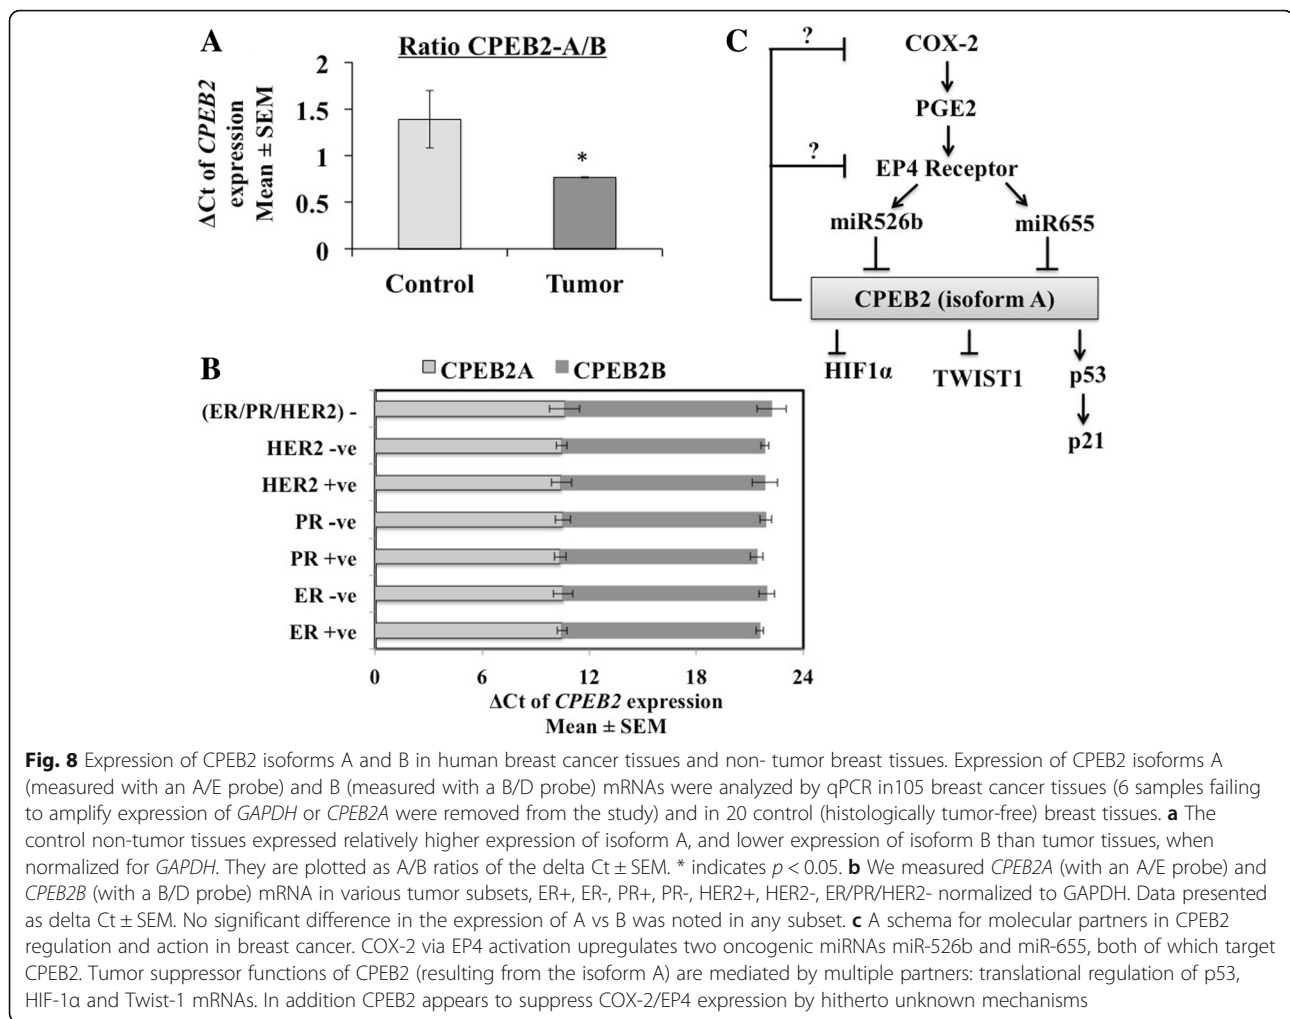 A
Ratio CPEB2-A/B
ΔCt of CPEB2
expression
Mean ± SEM
2
1.5
1
0.5
0
*
Control
Tumor
C
?
COX-2
PGE2
?
EP4 Receptor
miR526b
miR655
CPEB2 (isoform A)
HIF1α
TWIST1
p53
p21
B
CPEB2A
CPEB2B
(ER/PR/HER2) -
HER2 -ve
HER2 +ve
PR -ve
PR +ve
ER -ve
ER +ve
0
6
12
18
24
ΔCt of CPEB2 expression
Mean ± SEM
Fig. 8 Expression of CPEB2 isoforms A and B in human breast cancer tissues and non- tumor breast tissues. Expression of CPEB2 isoforms A
(measured with an A/E probe) and B (measured with a B/D probe) mRNAs were analyzed by qPCR in105 breast cancer tissues (6 samples failing
to amplify expression of GAPDH or CPEB2A were removed from the study) and in 20 control (histologically tumor-free) breast tissues. a The
control non-tumor tissues expressed relatively higher expression of isoform A, and lower expression of isoform B than tumor tissues, when
normalized for GAPDH. They are plotted as A/B ratios of the delta Ct ± SEM. * indicates p < 0.05. b We measured CPEB2A (with an A/E probe) and
CPEB2B (with a B/D probe) mRNA in various tumor subsets, ER+, ER-, PR+, PR-, HER2+, HER2-, ER/PR/HER2- normalized to GAPDH. Data presented
as delta Ct ± SEM. No significant difference in the expression of A vs B was noted in any subset. c A schema for molecular partners in CPEB2
regulation and action in breast cancer. COX-2 via EP4 activation upregulates two oncogenic miRNAs miR-526b and miR-655, both of which target
CPEB2. Tumor suppressor functions of CPEB2 (resulting from the isoform A) are mediated by multiple partners: translational regulation of p53,
HIF-1α and Twist-1 mRNAs. In addition CPEB2 appears to suppress COX-2/EP4 expression by hitherto unknown mechanisms